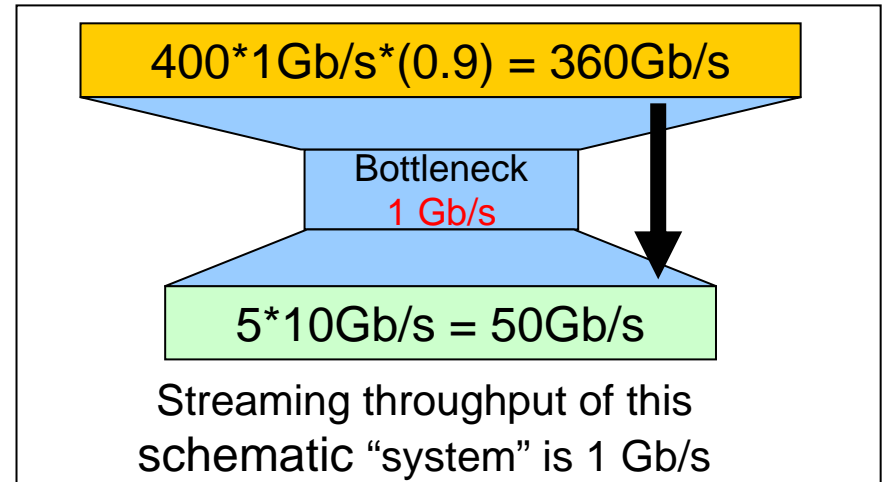 400*1Gb/s*(0.9) = 360Gb/s
Bottleneck
1 Gb/s
5*10Gb/s = 50Gb/s
Streaming throughput of this
schematic “system” is 1 Gb/s